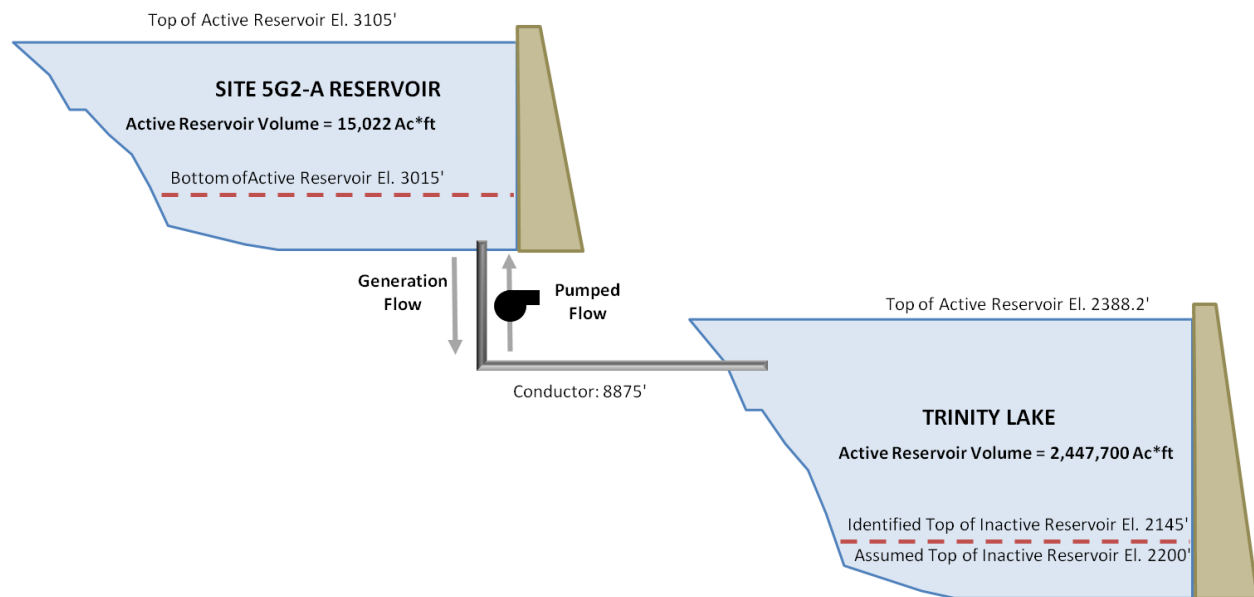 Top of Active Reservoir El. 3105'
SITE 5G2-A RESERVOIR
Active Reservoir Volume = 15,022 Ac*ft
Bottom ofActive Reservoir El. 3015'
Generation
Flow
Pumped
Flow
Conductor: 8875'
Top of Active Reservoir El. 2388.2'
TRINITY LAKE
Active Reservoir Volume = 2,447,700 Ac*ft
Identified Top of Inactive Reservoir El. 2145'
Assumed Top of Inactive Reservoir El. 2200'